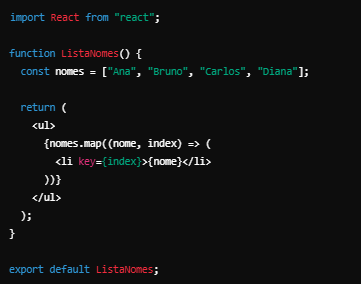 import React from "react";
function ListaNomes() {
const nomes = ["Ana", "Bruno", "Carlos", "Diana"];
return (
<ul>
{nomes.map((nome, index) => (
<li key={index}>{nome}</li>
))}
</ul>
);
}
export default ListaNomes;